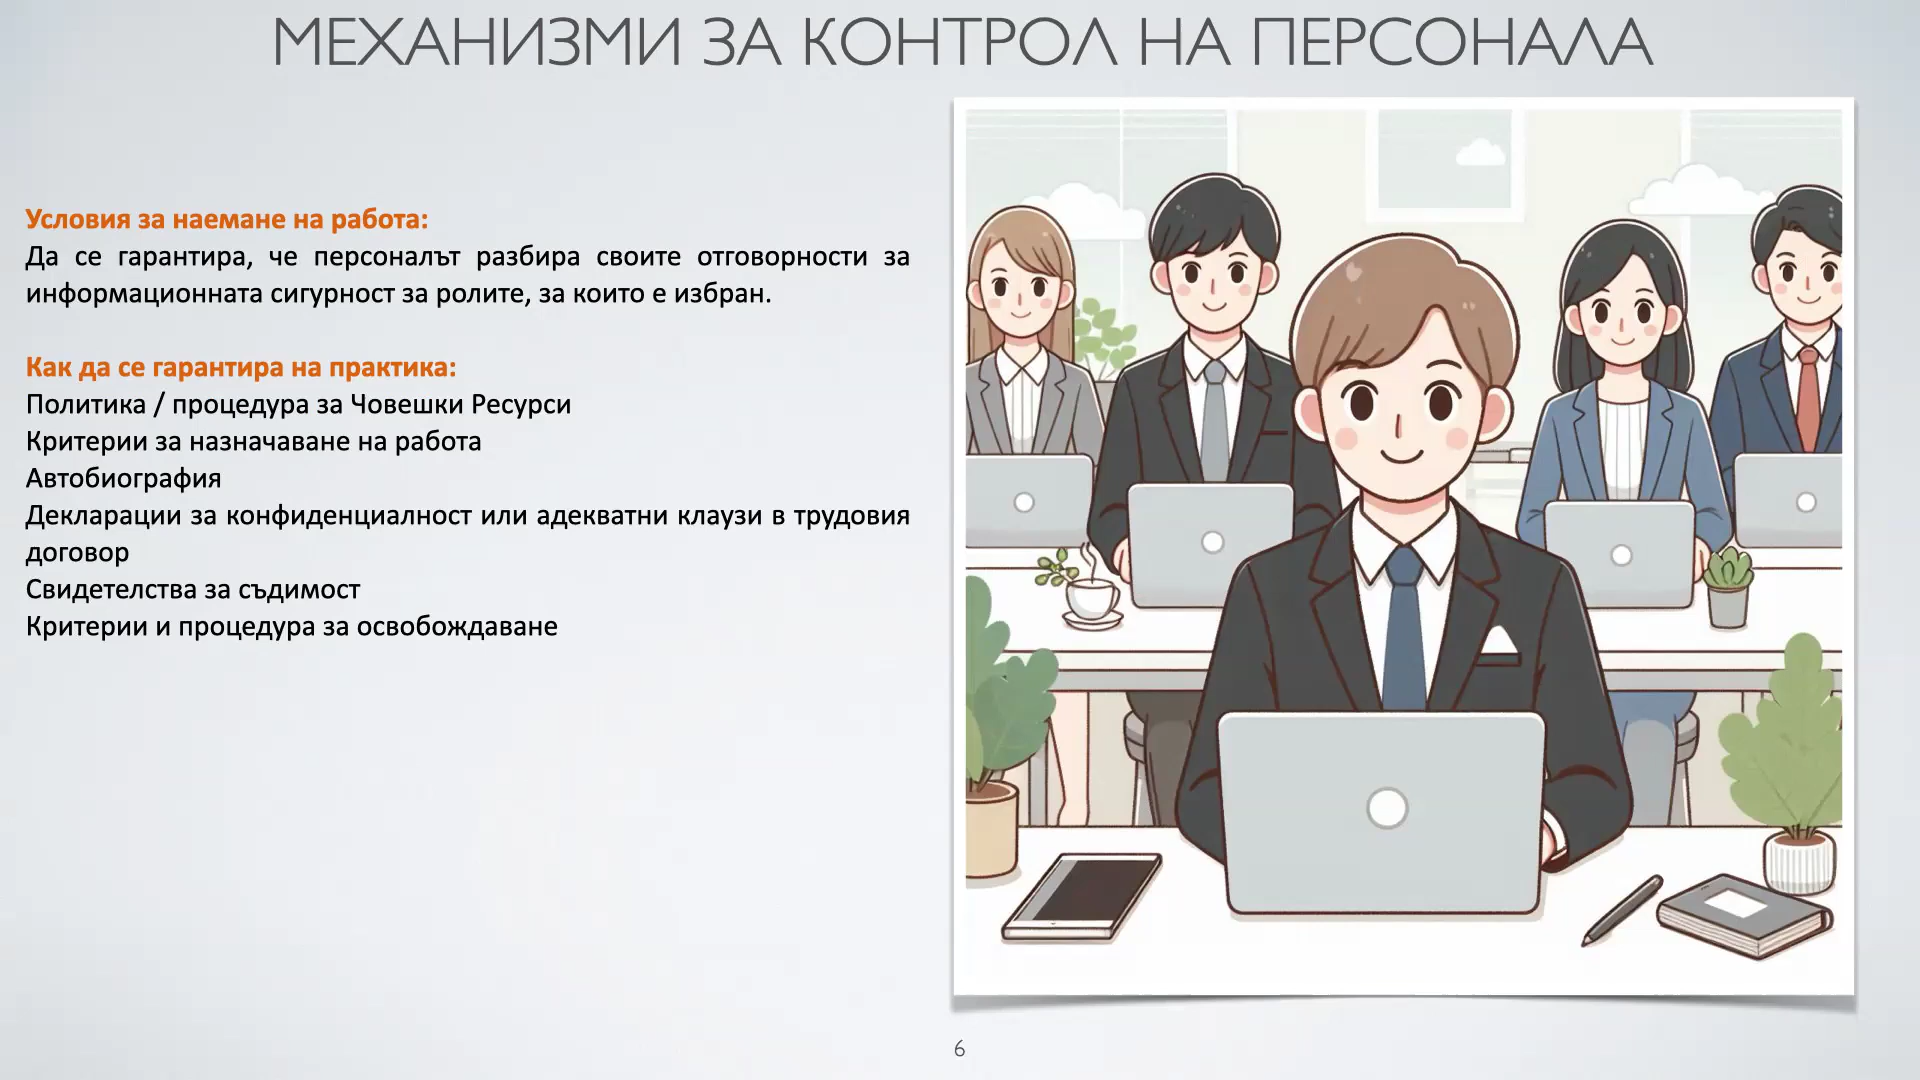 МЕХАНИЗМИ ЗА КОНТРОЛ НА ПЕРСОНАЛА
Условия за наемане на работа:
Да се гарантира, че персоналът разбира своите отговорности за
информационната сигурност за ролите, за които е избран.
Как да се гарантира на практика:
Политика / процедура за Човешки Ресурси
Критерии за назначаване на работа
Автобиография
Декларации за конфиденциалност или адекватни клаузи в трудовия
договор
Свидетелства за съдимост
Критерии и процедура за освобождаване
6